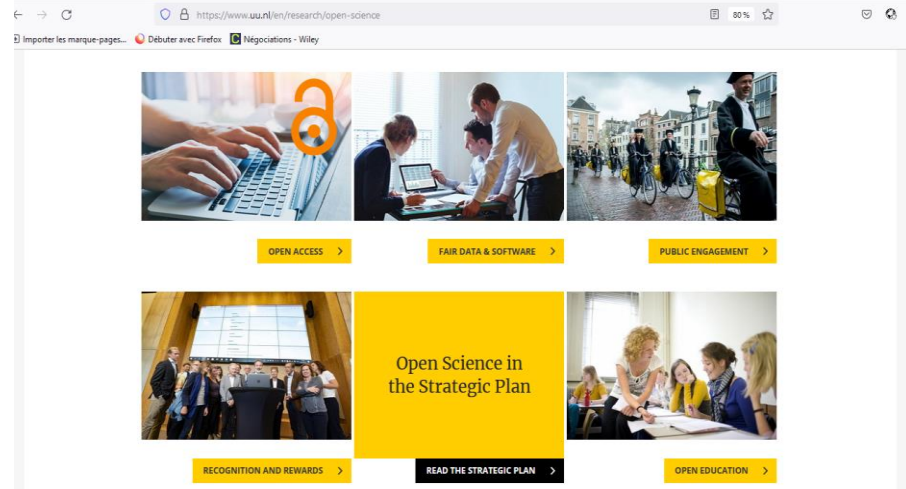 https://www.uu.nl/en/research/open-science
80 %
Importer les marque-pages...
Débuter avec Firefox
Négociations - Wiley
OPEN ACCESS >
FAIR DATA & SOFTWARE >
PUBLIC ENGAGEMENT >
Open Science in
the Strategic Plan
RECOGNITION AND REWARDS >
READ THE STRATEGIC PLAN >
OPEN EDUCATION >